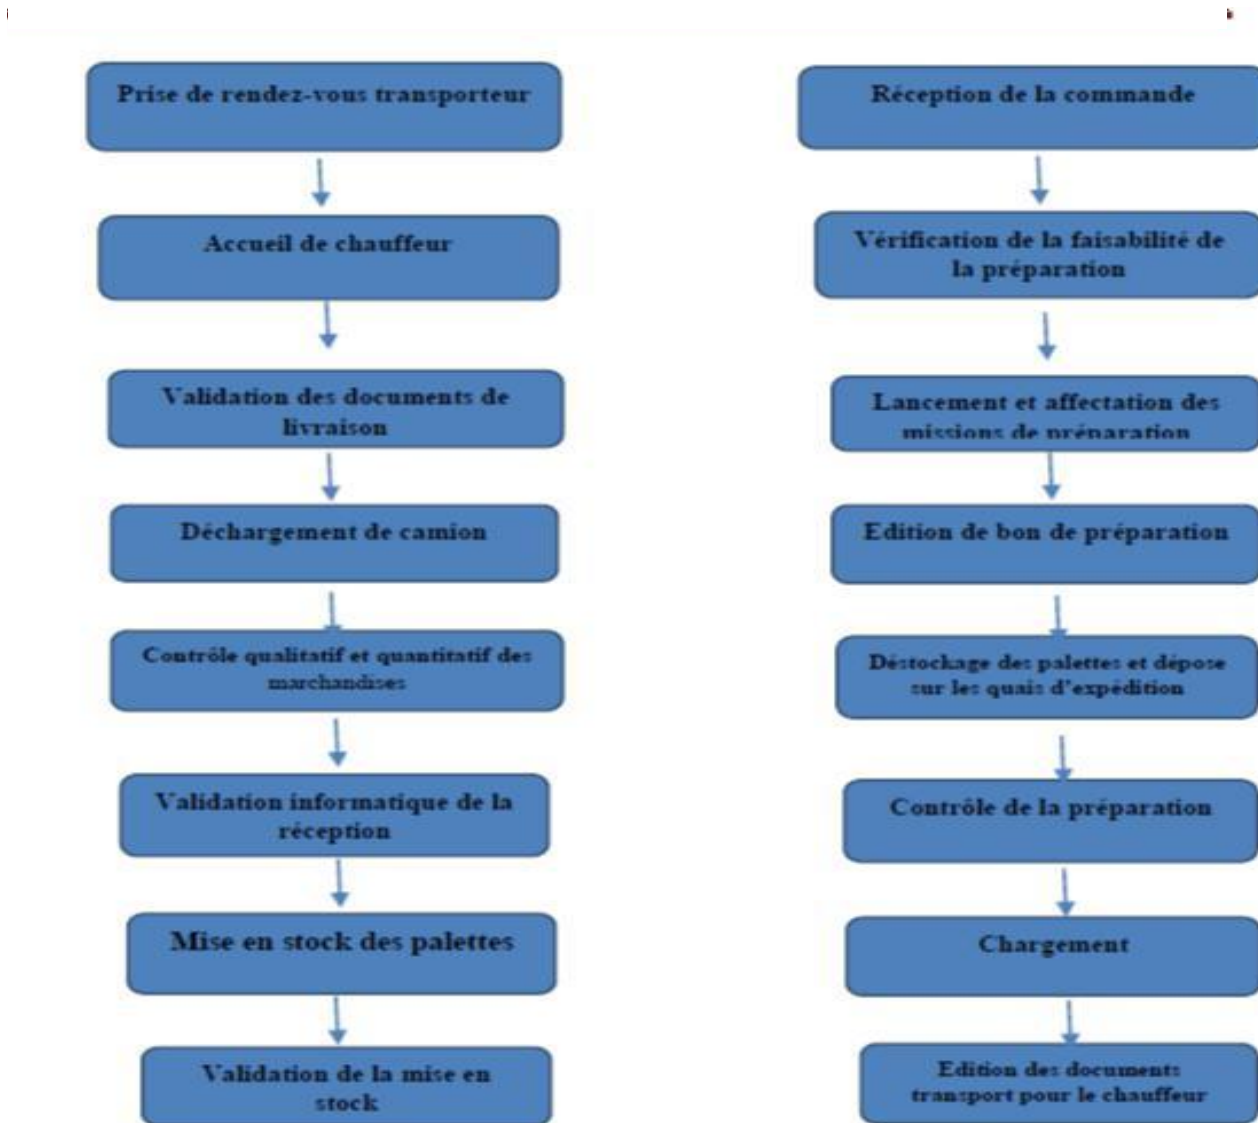 Prise de rendez-vous transporteur
Accueil de chauffeur
Validation des documents de
livraison
Déchargement de camion
Contrôle qualitatif et quantitatif des
marchandises
Validation informatique de la
réception
Mise en stock des palettes
Validation de la mise en
stock
Réception de la commande
Vérification de la faisabilité de
la préparation
Lancement et affectation des
missions de préparation
Edition de bon de préparation
Déstockage des palettes et dépose
sur les quais d'expédition
Contrôle de la préparation
Chargement
Edition des documents
transport pour le chauffeur